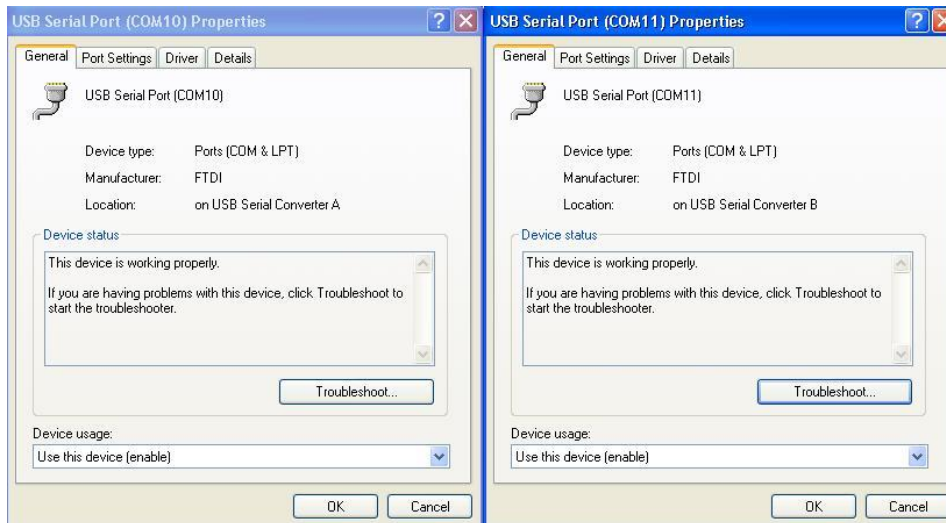 USB Serial Port (COM10) Properties
General Port Settings Driver Details
USB Serial Port (COM10)
Device type: Ports (COM & LPT)
Manufacturer: FTDI
Location: on USB Serial Converter A
Device status
This device is working properly.
If you are having problems with this device, click Troubleshoot to
start the troubleshooter.
Troubleshoot...
Device usage:
Use this device (enable)
OK Cancel
USB Serial Port (COM11) Properties
General Port Settings Driver Details
USB Serial Port (COM11)
Device type: Ports (COM & LPT)
Manufacturer: FTDI
Location: on USB Serial Converter B
Device status
This device is working properly.
If you are having problems with this device, click Troubleshoot to
start the troubleshooter.
Troubleshoot...
Device usage:
Use this device (enable)
OK Cancel